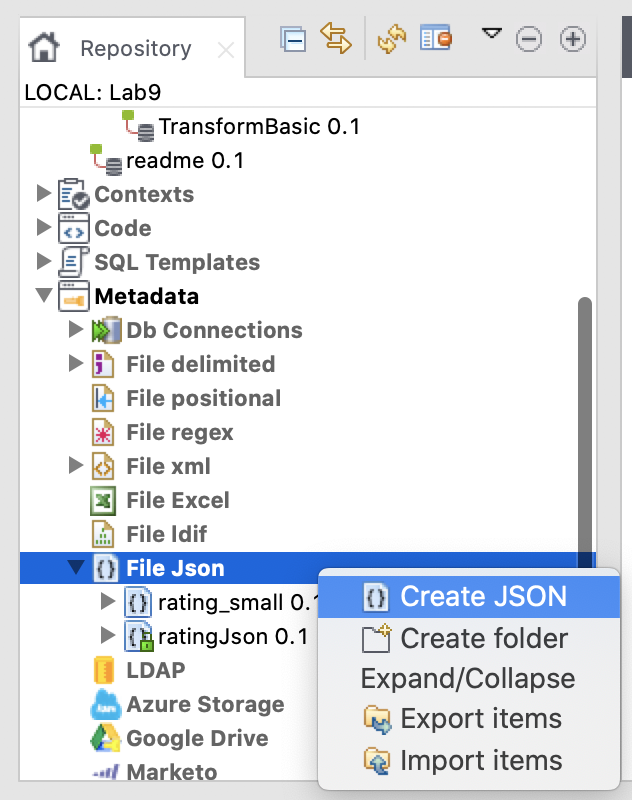 Repository
LOCAL: Lab9
TransformBasic 0.1
readme 0.1
Contexts
Code
SQL Templates
Metadata
Db Connections
File delimited
File positional
File regex
File xml
File Excel
File ldif
File Json
rating_small 0.1
ratingJson 0.1
LDAP
Azure Storage
Google Drive
Marketo
Create JSON
Create folder
Expand/Collapse
Export items
Import items